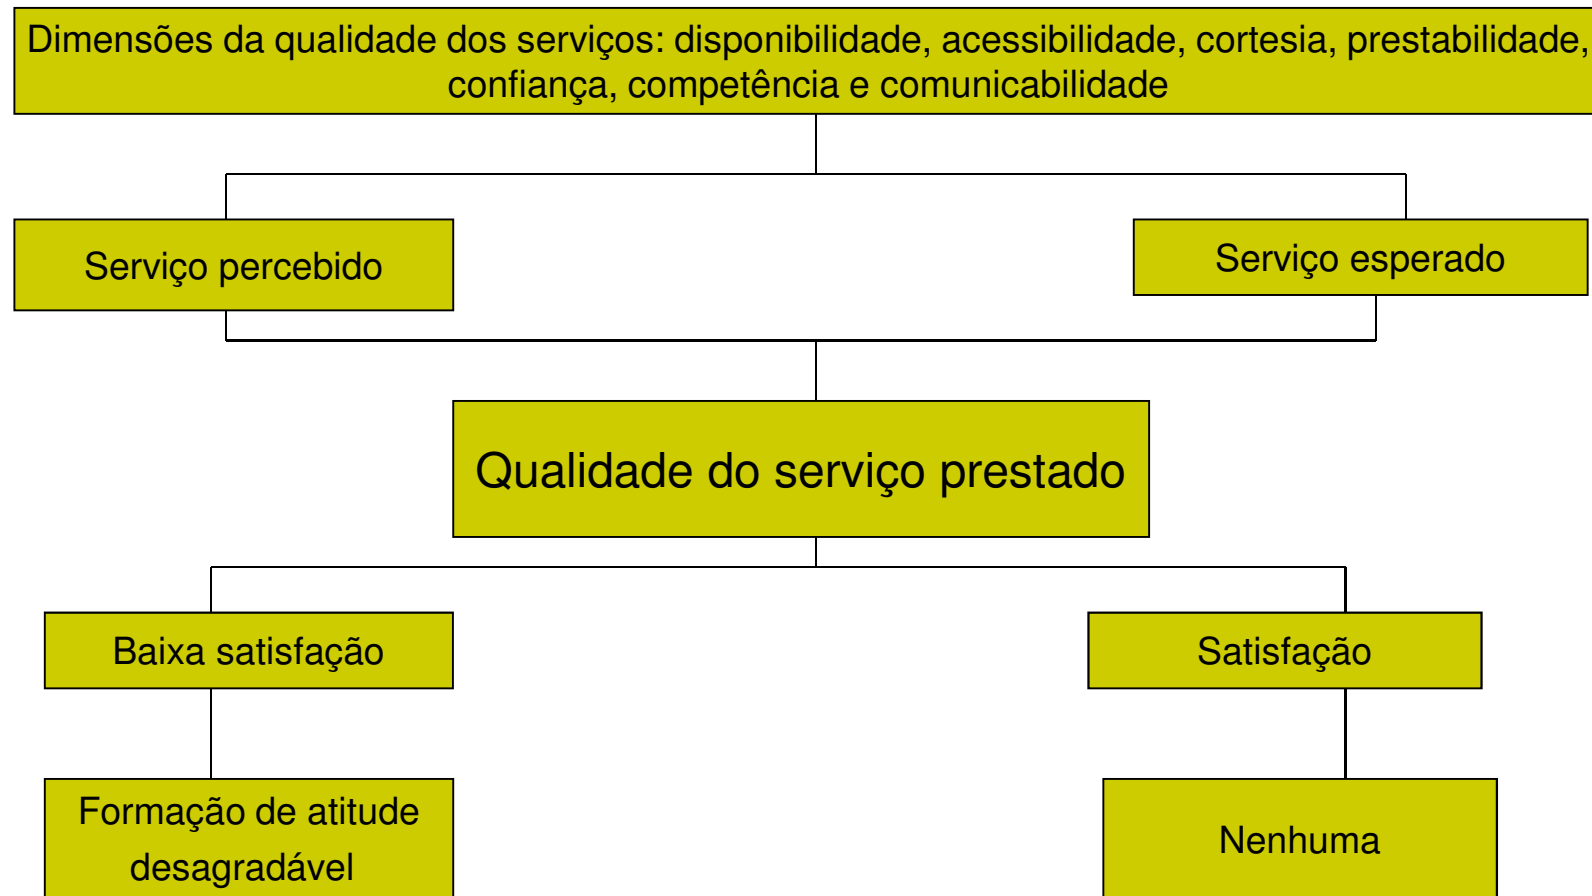 Dimensões da qualidade dos serviços: disponibilidade, acessibilidade, cortesia, prestabilidade,
confiança, competência e comunicabilidade
Serviço percebido
Serviço esperado
Qualidade do serviço prestado
Baixa satisfação
Satisfação
Formação de atitude
desagradável
Nenhuma